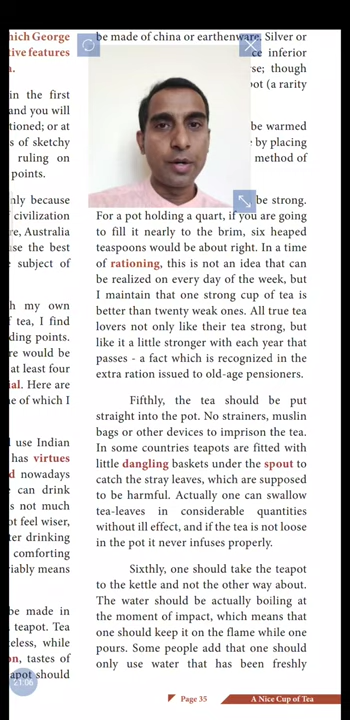 hich George
tive features
a.
in the first
and you will
tioned; or at
s of sketchy
ruling on
points.
nly because
civilization
re, Australia
use the best
subject of
h my own
f tea, I find
ding points.
re would be
at least four
ial. Here are
ne of which I
l use Indian
has virtues
d nowadays
can drink
s not much
ot feel wiser,
ter drinking
comforting
riably means
be made in
teapot. Tea
eless, while
on, tastes of
apot should
21:06
be made of china or earthenware. Silver or
ce inferior
rse; though
pot (a rarity
be warmed
by placing
method of
be strong.
For a pot holding a quart, if you are going
to fill it nearly to the brim, six heaped
teaspoons would be about right. In a time
of rationing, this is not an idea that can
be realized on every day of the week, but
I maintain that one strong cup of tea is
better than twenty weak ones. All true tea
lovers not only like their tea strong, but
like it a little stronger with each year that
passes - a fact which is recognized in the
extra ration issued to old-age pensioners.
Fifthly, the tea should be put
straight into the pot. No strainers, muslin
bags or other devices to imprison the tea.
In some countries teapots are fitted with
little dangling baskets under the spout to
catch the stray leaves, which are supposed
to be harmful. Actually one can swallow
tea-leaves in considerable quantities
without ill effect, and if the tea is not loose
in the pot it never infuses properly.
Sixthly, one should take the teapot
to the kettle and not the other way about.
The water should be actually boiling at
the moment of impact, which means that
one should keep it on the flame while one
pours. Some people add that one should
only use water that has been freshly
Page 35
A Nice Cup of Tea